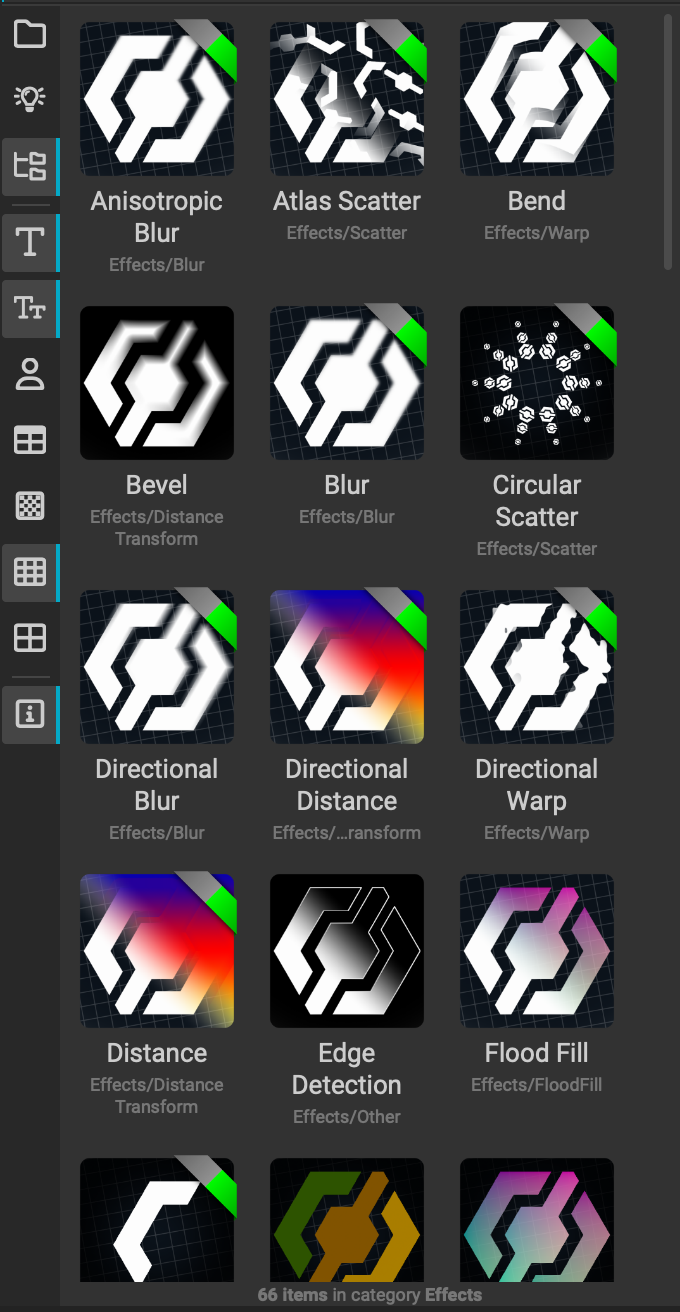 Anisotropic
Blur
Effects/Blur
Atlas Scatter
Effects/Scatter
Bend
Effects/Warp
Bevel
Effects/Distance
Transform
Blur
Effects/Blur
Circular
Scatter
Effects/Scatter
Directional
Blur
Effects/Blur
Directional
Distance
Effects/...ransform
Directional
Warp
Effects/Warp
Distance
Effects/Distance
Transform
Edge
Detection
Effects/Other
Flood Fill
Effects/FloodFill
66 items in category Effects